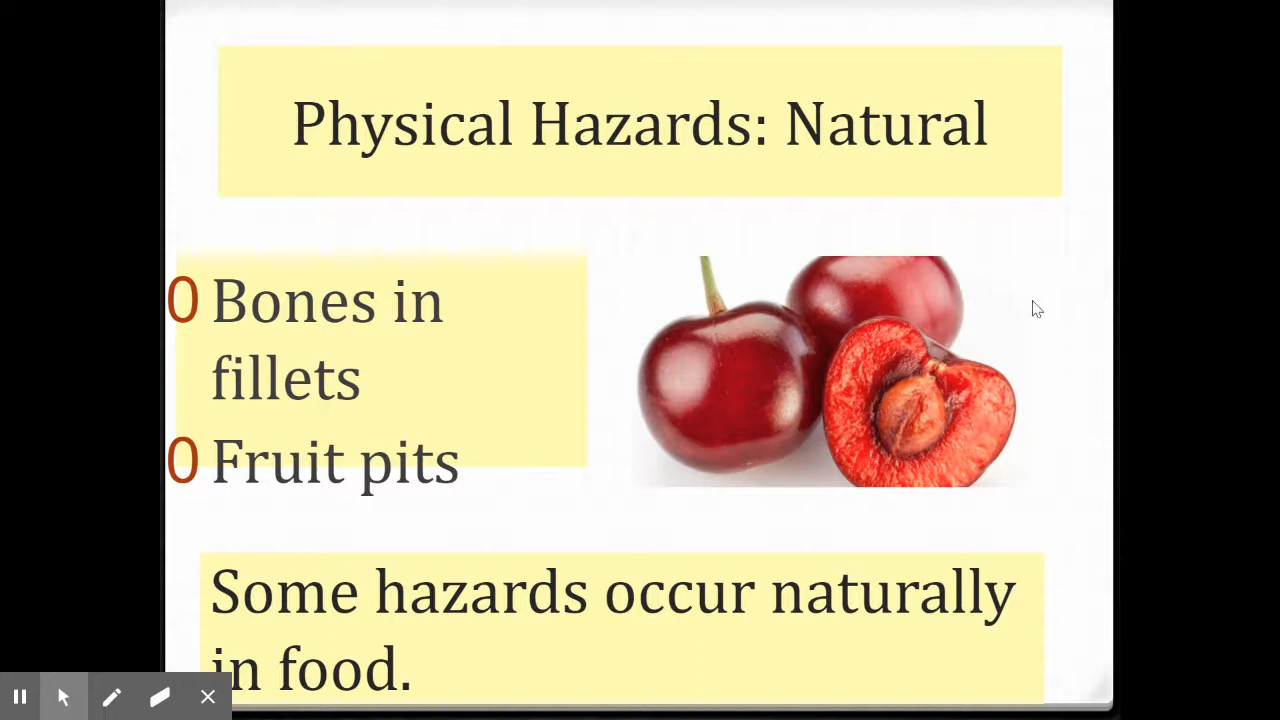 Physical Hazards: Natural
0 Bones in
fillets
0 Fruit pits
Some hazards occur naturally
in food.